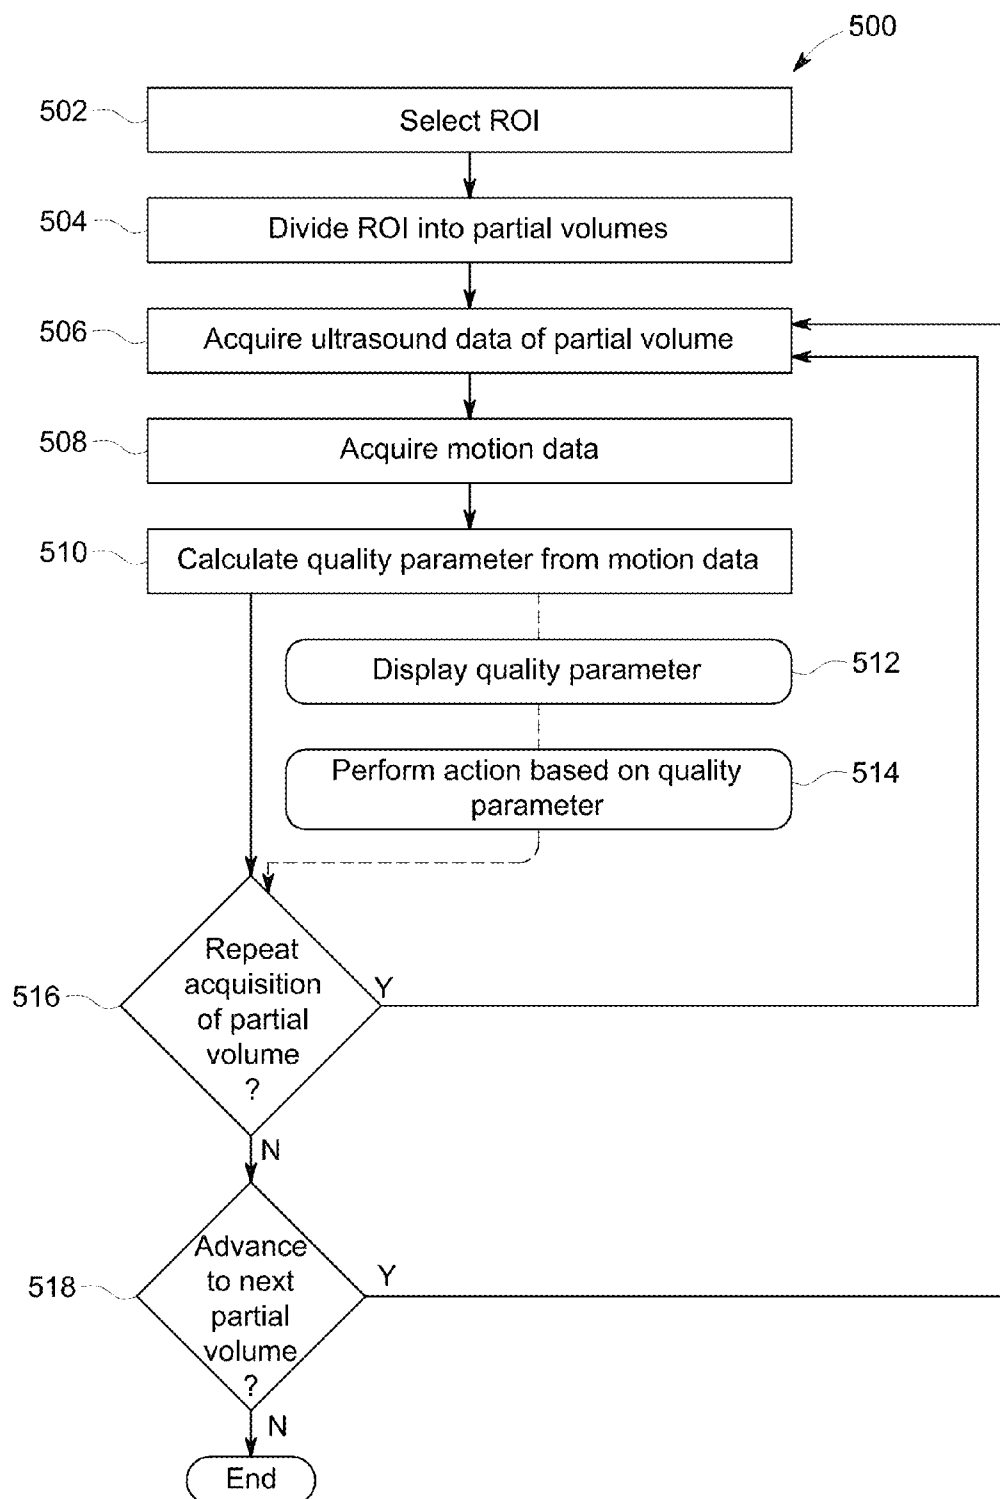 500
502
Select ROI
504
Divide ROI into partial volumes
506
Acquire ultrasound data of partial volume
508
Acquire motion data
510
Calculate quality parameter from motion data
Display quality parameter
512
Perform action based on quality
parameter
514
516
Repeat
acquisition
of partial
volume
?
Y
N
518
Advance
to next
partial
volume
?
Y
N
End